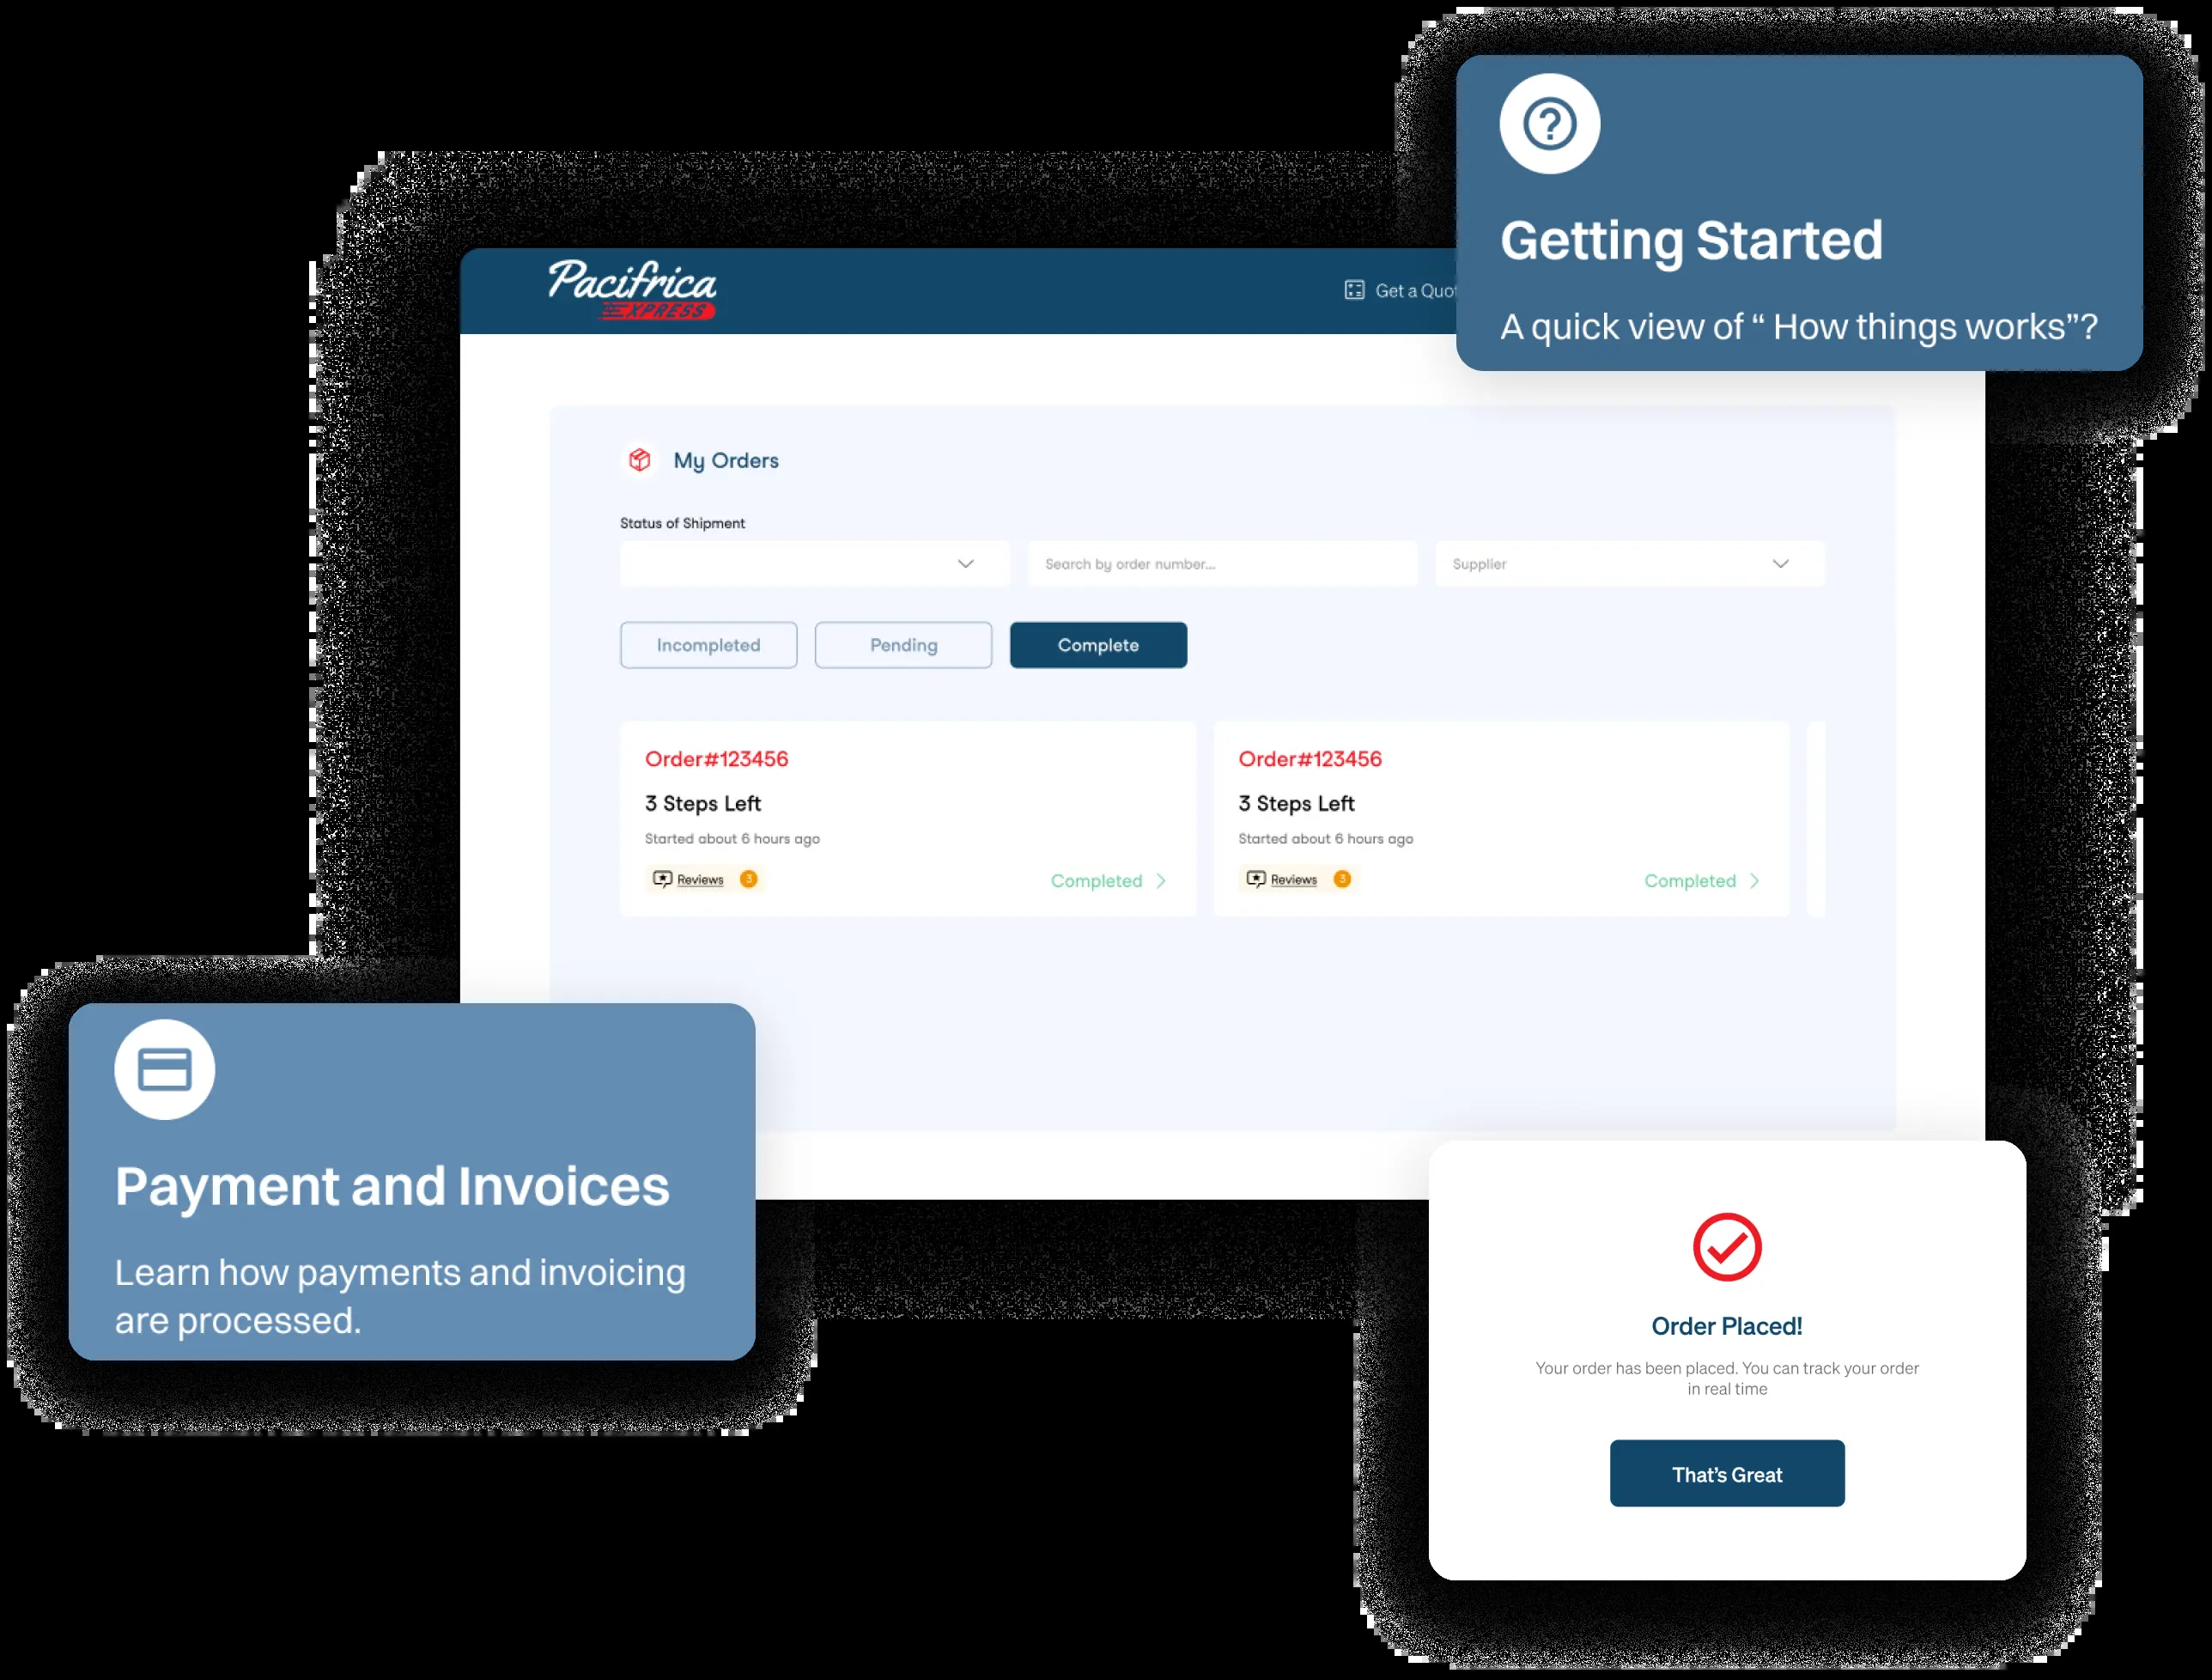 Getting Started
A quick view of “ How things works”?
Pacifrica
XPRESS
Get a Quot
My Orders
Status of Shipment
Search by order number...
Supplier
Incompleted
Pending
Complete
Order#123456
3 Steps Left
Started about 6 hours ago
Reviews 3
Completed
Order#123456
3 Steps Left
Started about 6 hours ago
Reviews 3
Completed
Payment and Invoices
Learn how payments and invoicing
are processed.
Order Placed!
Your order has been placed. You can track your order
in real time
That’s Great